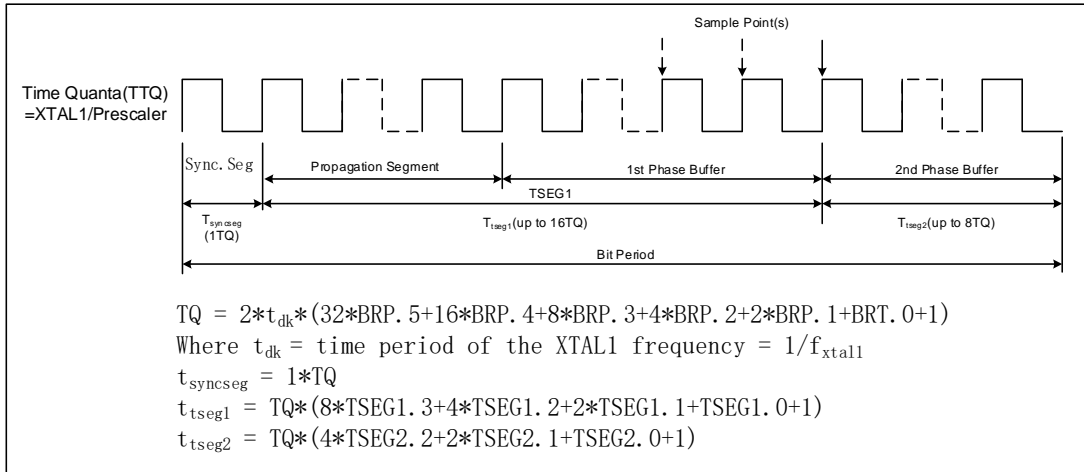 Sample Point(s)
Time Quanta(TTQ)
=XTAL1/Prescaler
Sync.Seg
Propagation Segment
1st Phase Buffer
2nd Phase Buffer
TSEG1
Tsyncseg
(1TQ)
Ttseg1(up to 16TQ)
Ttseg2(up to 8TQ)
Bit Period
TQ = 2*tdk*(32*BRP.5+16*BRP.4+8*BRP.3+4*BRP.2+2*BRP.1+BRT.0+1)
Where tdk = time period of the XTAL1 frequency = 1/fxtal1
tsyncseg = 1*TQ
ttseg1 = TQ*(8*TSEG1.3+4*TSEG1.2+2*TSEG1.1+TSEG1.0+1)
ttseg2 = TQ*(4*TSEG2.2+2*TSEG2.1+TSEG2.0+1)